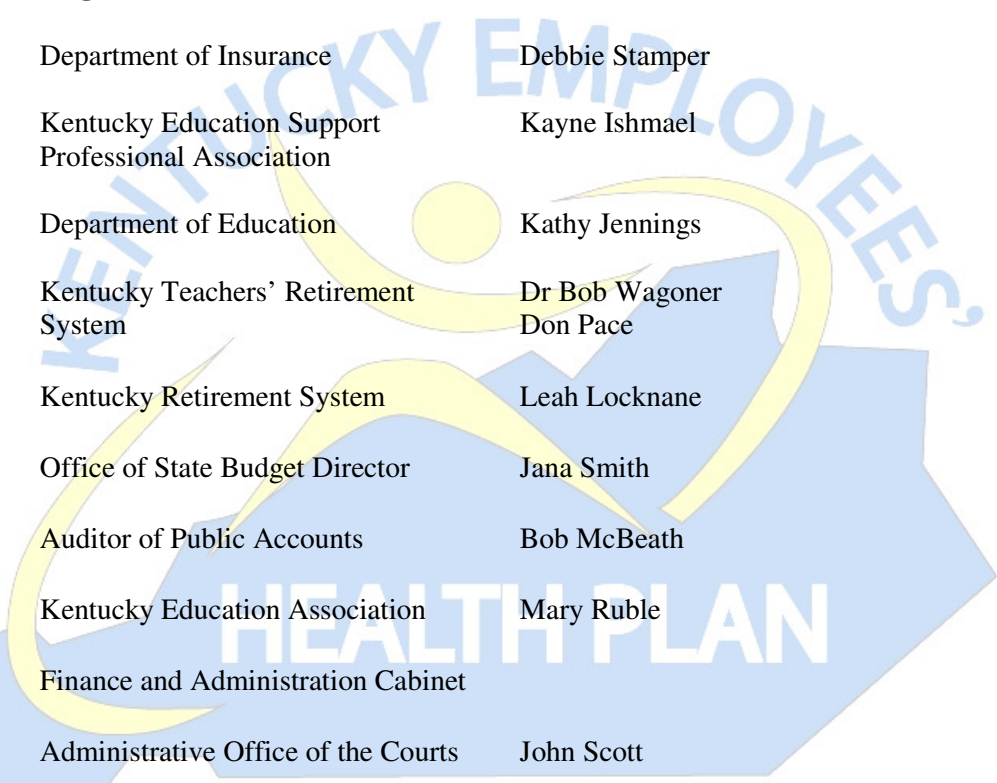 KENTUCKY EMPLOYEES'
Department of Insurance Debbie Stamper
Kentucky Education Support Kayne Ishmael
Professional Association
Department of Education Kathy Jennings
Kentucky Teachers’ Retirement Dr Bob Wagoner
System Don Pace
Kentucky Retirement System Leah Locknane
Office of State Budget Director Jana Smith
Auditor of Public Accounts Bob McBeath
Kentucky Education Association Mary Ruble
HEALTH PLAN
Finance and Administration Cabinet
Administrative Office of the Courts John Scott